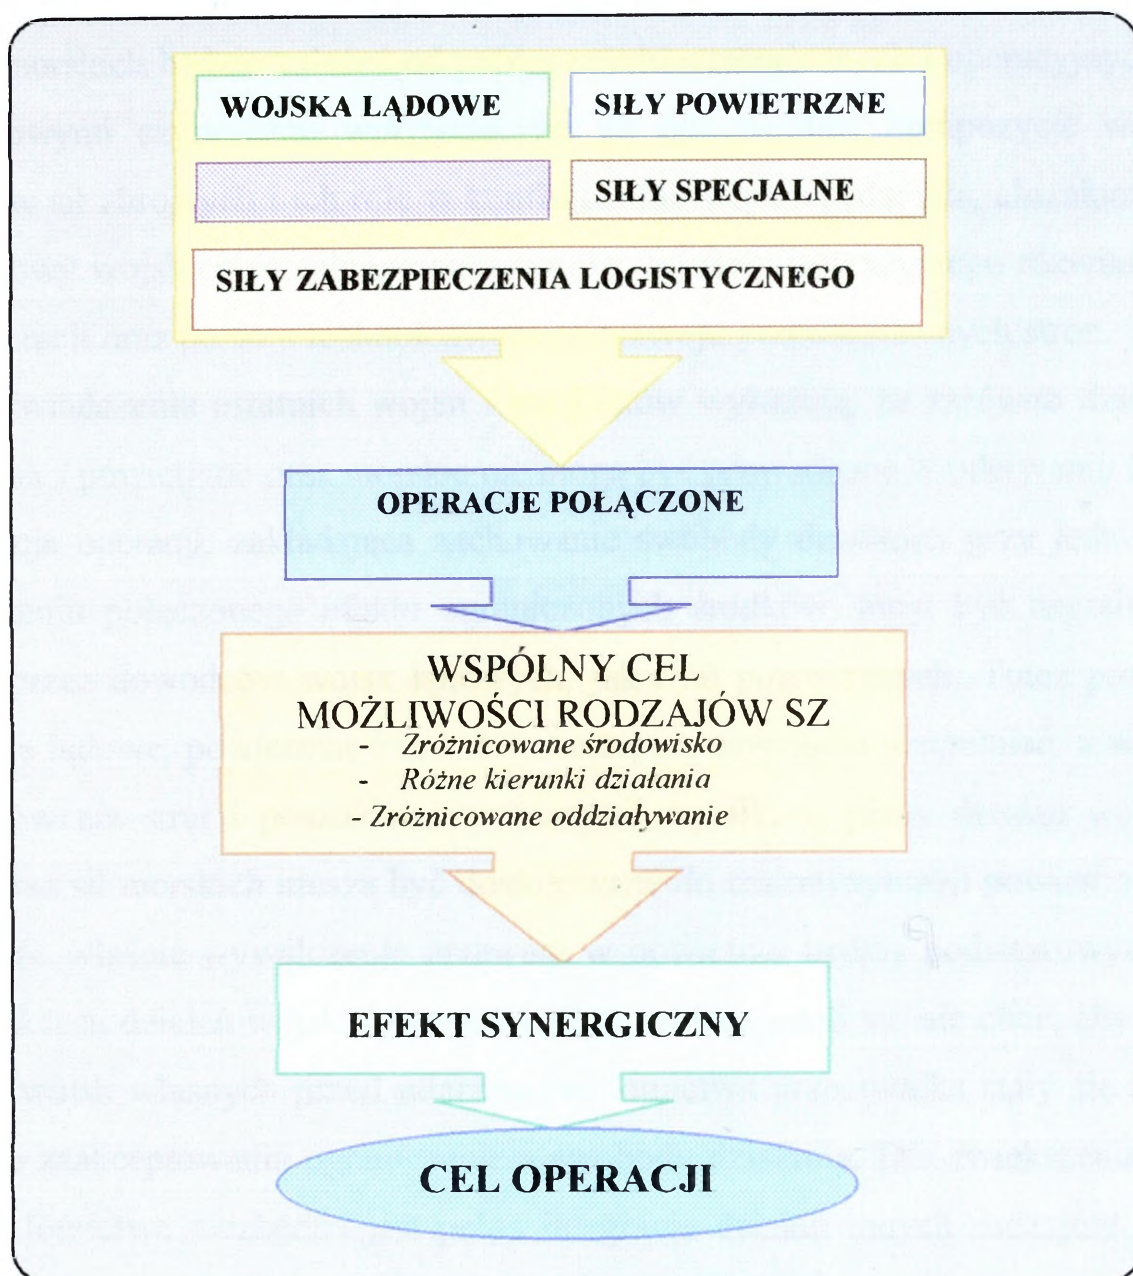 WOJSKA LĄDOWE
SIŁY POWIETRZNE
SIŁY SPECJALNE
SIŁY ZABEZPIECZENIA LOGISTYCZNEGO
OPERACJE POŁĄCZONE
WSPÓLNY CEL
MOŻLIWOŚCI RODZAJÓW SZ
- Zróżnicowane środowisko
- Różne kierunki działania
- Zróżnicowane oddziaływanie
EFEKT SYNERGICZNY
CEL OPERACJI